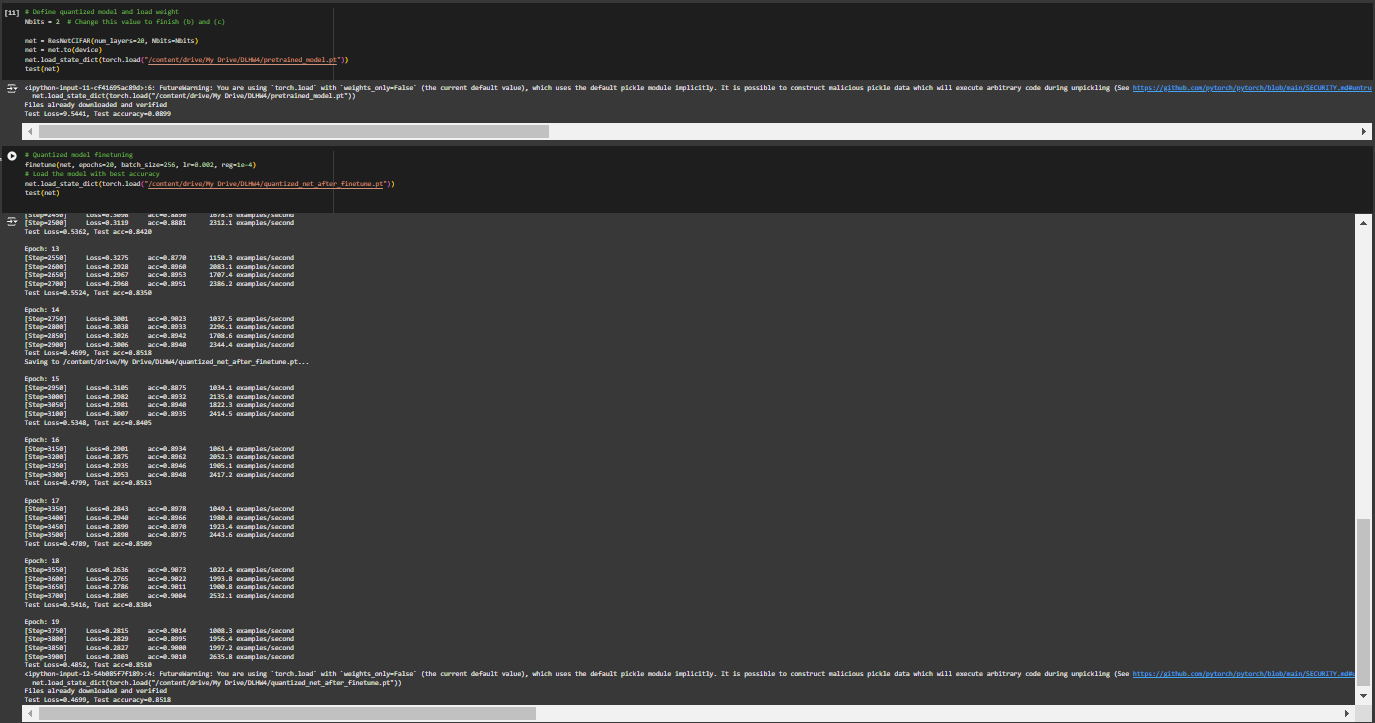 [11] # Define quantized model and load weight
Nbits = 2  # Change this value to finish (b) and (c)
net = ResNetCIFAR(num_layers=20, Nbits=Nbits)
net = net.to(device)
net.load_state_dict(torch.load("/content/drive/My Drive/DLHW4/pretrained_model.pt"))
test(net)
<ipython-input-11-cf41695ac89d>:6: FutureWarning: You are using `torch.load` with `weights_only=False` (the current default value), which uses the default pickle module implicitly. It is possible to construct malicious pickle data which will execute arbitrary code during unpickling (See https://github.com/pytorch/pytorch/blob/main/SECURITY.md#untru
net.load_state_dict(torch.load("/content/drive/My Drive/DLHW4/pretrained_model.pt"))
Files already downloaded and verified
Test Loss=9.5441, Test accuracy=0.0899
# Quantized model finetuning
finetune(net, epochs=20, batch_size=256, lr=0.002, reg=1e-4)
# Load the model with best accuracy
net.load_state_dict(torch.load("/content/drive/My Drive/DLHW4/quantized_net_after_finetune.pt"))
test(net)
[Step=2450] Loss=0.3098 acc=0.8890 1678.6 examples/second
[Step=2500] Loss=0.3119 acc=0.8881 2312.1 examples/second
Test Loss=0.5362, Test acc=0.8420
Epoch: 13
[Step=2550] Loss=0.3275 acc=0.8770 1150.3 examples/second
[Step=2600] Loss=0.2928 acc=0.8960 2083.1 examples/second
[Step=2650] Loss=0.2967 acc=0.8953 1707.4 examples/second
[Step=2700] Loss=0.2968 acc=0.8951 2386.2 examples/second
Test Loss=0.5524, Test acc=0.8350
Epoch: 14
[Step=2750] Loss=0.3001 acc=0.9023 1037.5 examples/second
[Step=2800] Loss=0.3038 acc=0.8933 2296.1 examples/second
[Step=2850] Loss=0.3026 acc=0.8942 1708.6 examples/second
[Step=2900] Loss=0.3006 acc=0.8940 2344.4 examples/second
Test Loss=0.4699, Test acc=0.8518
Saving to /content/drive/My Drive/DLHW4/quantized_net_after_finetune.pt...
Epoch: 15
[Step=2950] Loss=0.3105 acc=0.8875 1034.1 examples/second
[Step=3000] Loss=0.2982 acc=0.8932 2135.0 examples/second
[Step=3050] Loss=0.2981 acc=0.8940 1822.3 examples/second
[Step=3100] Loss=0.3007 acc=0.8935 2414.5 examples/second
Test Loss=0.5348, Test acc=0.8405
Epoch: 16
[Step=3150] Loss=0.2901 acc=0.8934 1061.4 examples/second
[Step=3200] Loss=0.2875 acc=0.8962 2052.3 examples/second
[Step=3250] Loss=0.2935 acc=0.8946 1905.1 examples/second
[Step=3300] Loss=0.2953 acc=0.8948 2417.2 examples/second
Test Loss=0.4799, Test acc=0.8513
Epoch: 17
[Step=3350] Loss=0.2843 acc=0.8978 1049.1 examples/second
[Step=3400] Loss=0.2940 acc=0.8966 1980.0 examples/second
[Step=3450] Loss=0.2899 acc=0.8970 1923.4 examples/second
[Step=3500] Loss=0.2898 acc=0.8975 2443.6 examples/second
Test Loss=0.4789, Test acc=0.8509
Epoch: 18
[Step=3550] Loss=0.2636 acc=0.9073 1022.4 examples/second
[Step=3600] Loss=0.2765 acc=0.9022 1993.8 examples/second
[Step=3650] Loss=0.2786 acc=0.9011 1900.8 examples/second
[Step=3700] Loss=0.2805 acc=0.9004 2532.1 examples/second
Test Loss=0.5416, Test acc=0.8384
Epoch: 19
[Step=3750] Loss=0.2815 acc=0.9014 1008.3 examples/second
[Step=3800] Loss=0.2829 acc=0.8995 1956.4 examples/second
[Step=3850] Loss=0.2827 acc=0.9000 1997.2 examples/second
[Step=3900] Loss=0.2803 acc=0.9010 2635.8 examples/second
Test Loss=0.4852, Test acc=0.8510
<ipython-input-12-54b085f7f189>:4: FutureWarning: You are using `torch.load` with `weights_only=False` (the current default value), which uses the default pickle module implicitly. It is possible to construct malicious pickle data which will execute arbitrary code during unpickling (See https://github.com/pytorch/pytorch/blob/main/SECURITY.md#u
net.load_state_dict(torch.load("/content/drive/My Drive/DLHW4/quantized_net_after_finetune.pt"))
Files already downloaded and verified
Test Loss=0.4699, Test accuracy=0.8518